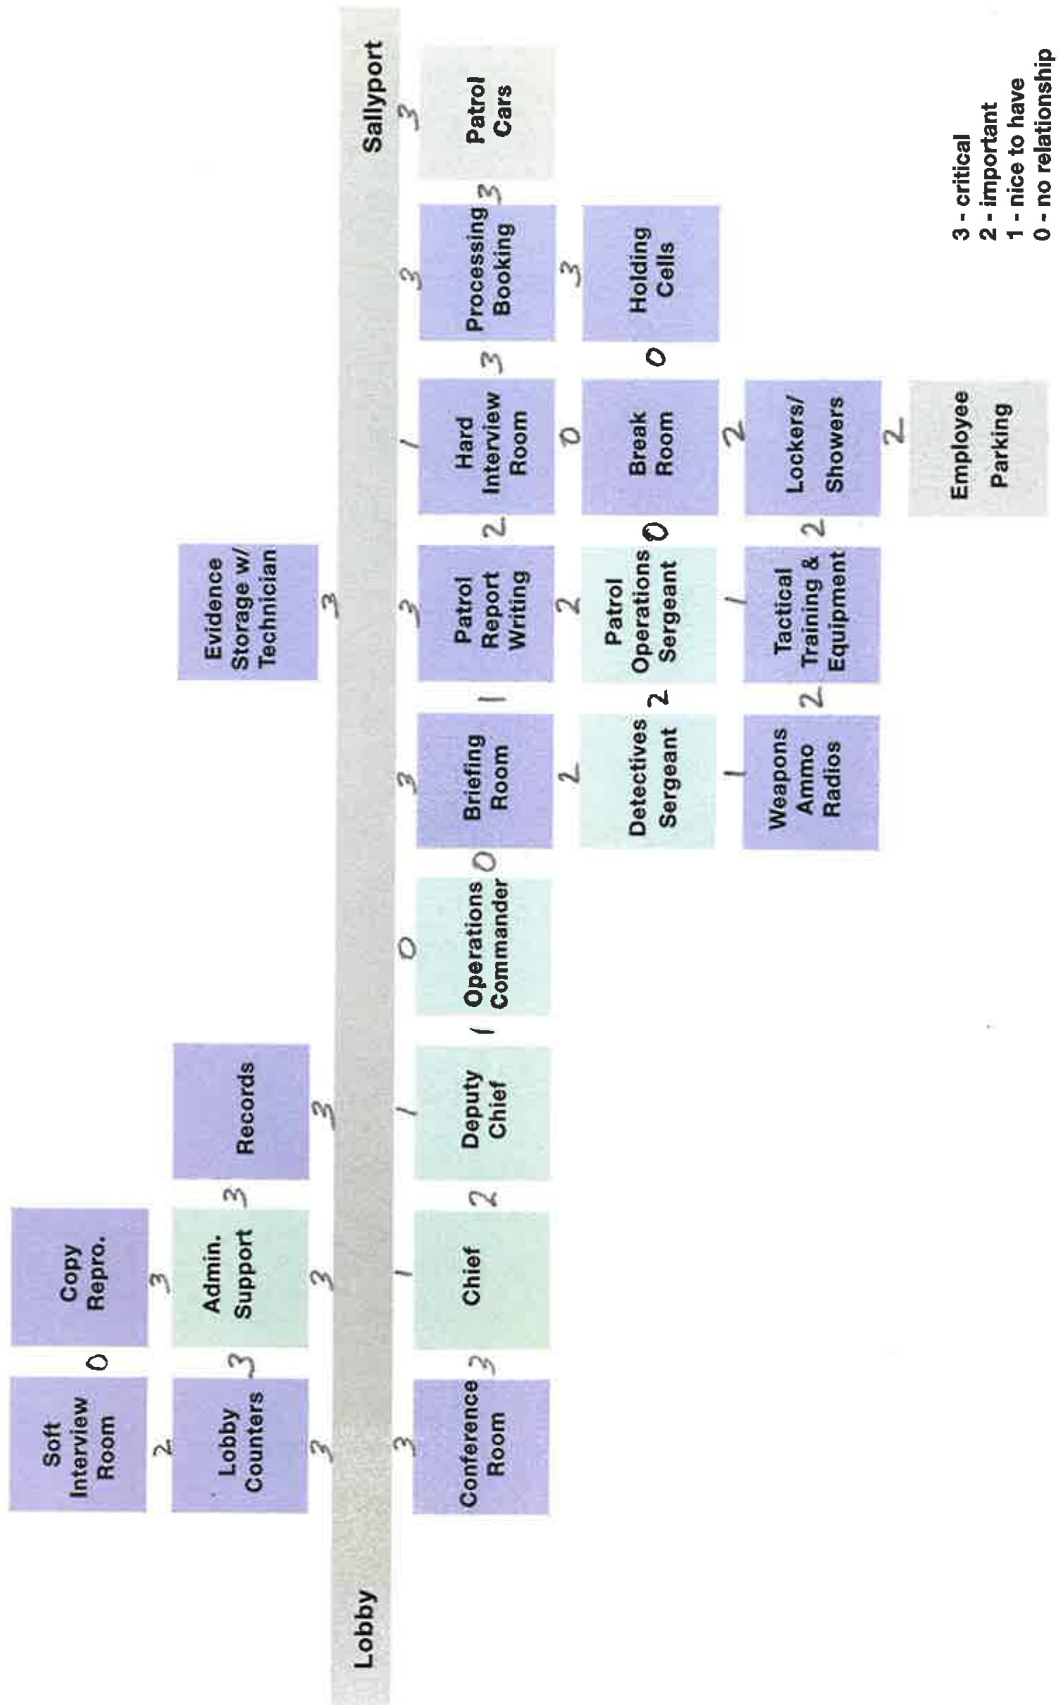 Soft
Interview
Room
0
Copy
Repro.
2
3
Lobby
Counters
3
Admin.
Support
3
Records
Evidence
Storage w/
Technician
3
3
3
3
Lobby
Sallyport
3
1
1
0
3
3
1
3
3
Conference
Room
3
Chief
2
Deputy
Chief
1
Operations
Commander
0
Briefing
Room
1
Patrol
Report
Writing
2
Hard
Interview
Room
3
Processing
Booking
3
Patrol
Cars
2
2
0
3
Detectives
Sergeant
2
Patrol
Operations
Sergeant
0
Break
Room
0
Holding
Cells
1
1
2
Weapons
Ammo
Radios
2
Tactical
Training &
Equipment
2
Lockers/
Showers
2
Employee
Parking
3 - critical
2 - important
1 - nice to have
0 - no relationship